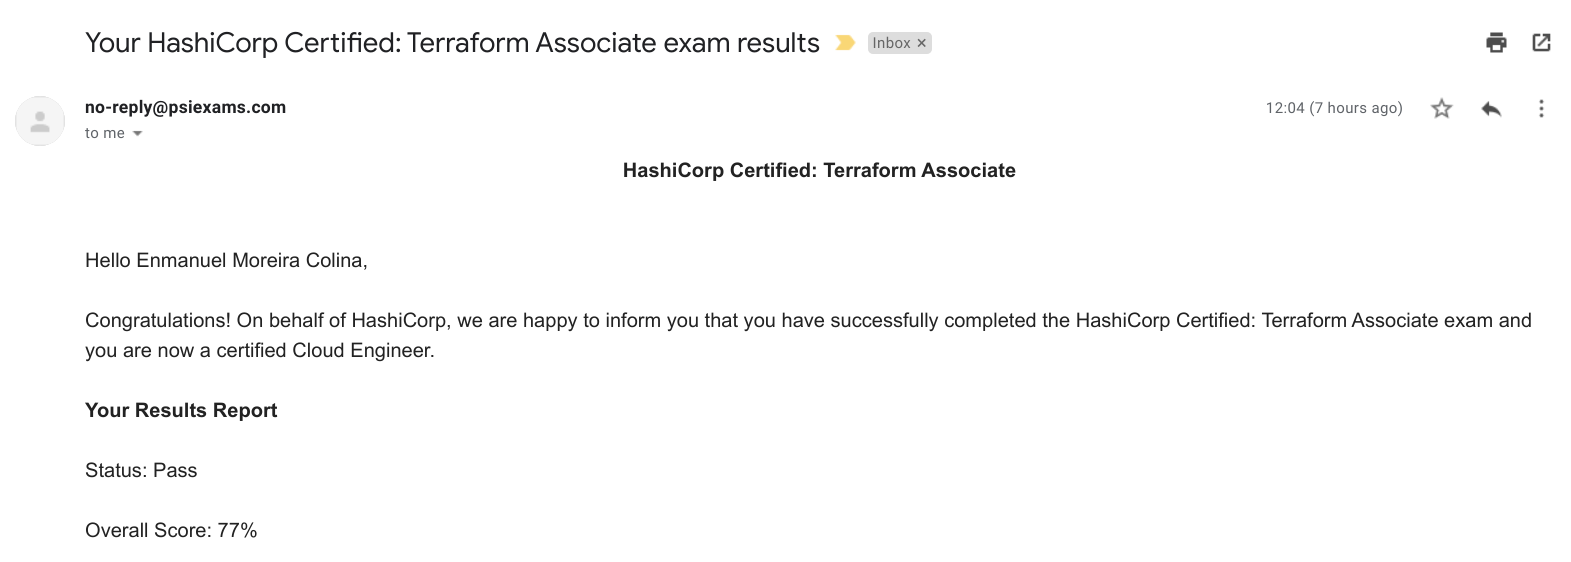 Your HashiCorp Certified: Terraform Associate exam results Inbox ×
no-reply@psiexams.com 12:04 (7 hours ago)
to me
HashiCorp Certified: Terraform Associate
Hello Enmanuel Moreira Colina,
Congratulations! On behalf of HashiCorp, we are happy to inform you that you have successfully completed the HashiCorp Certified: Terraform Associate exam and
you are now a certified Cloud Engineer.
Your Results Report
Status: Pass
Overall Score: 77%